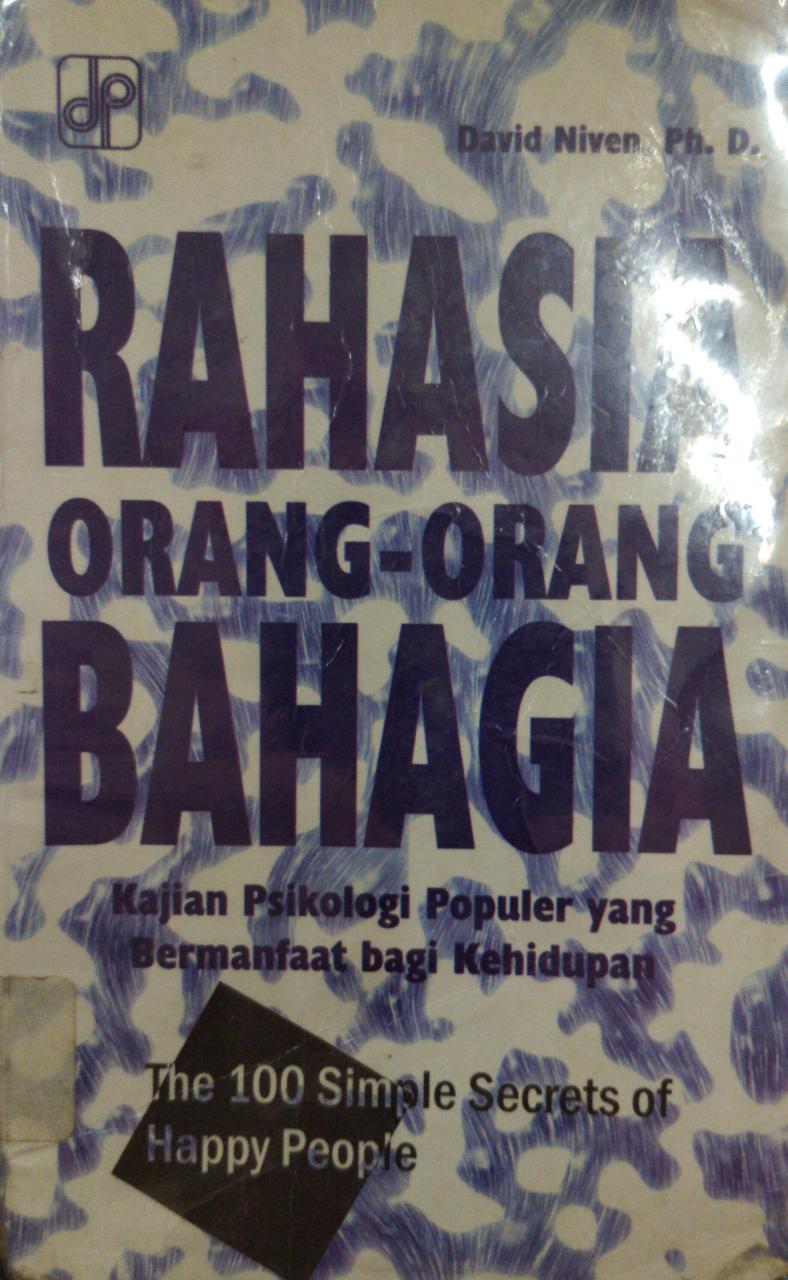 dp
David Niven, Ph. D.
RAHASIA
ORANG-ORANG
BAHAGIA
Kajian Psikologi Populer yang
Bermanfaat bagi Kehidupan
The 100 Simple Secrets of
Happy People